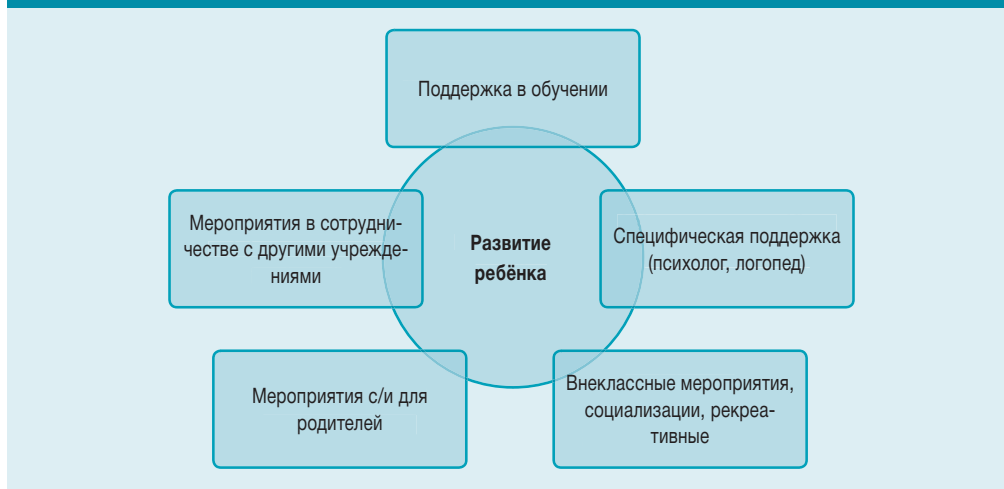 Поддержка в обучении
Мероприятия в сотрудни-
честве с другими учрежде-
ниями
Развитие
ребёнка
Специфическая поддержка
(психолог, логопед)
Мероприятия с/и для
родителей
Внеклассные мероприятия,
социализации, рекреа-
тивные